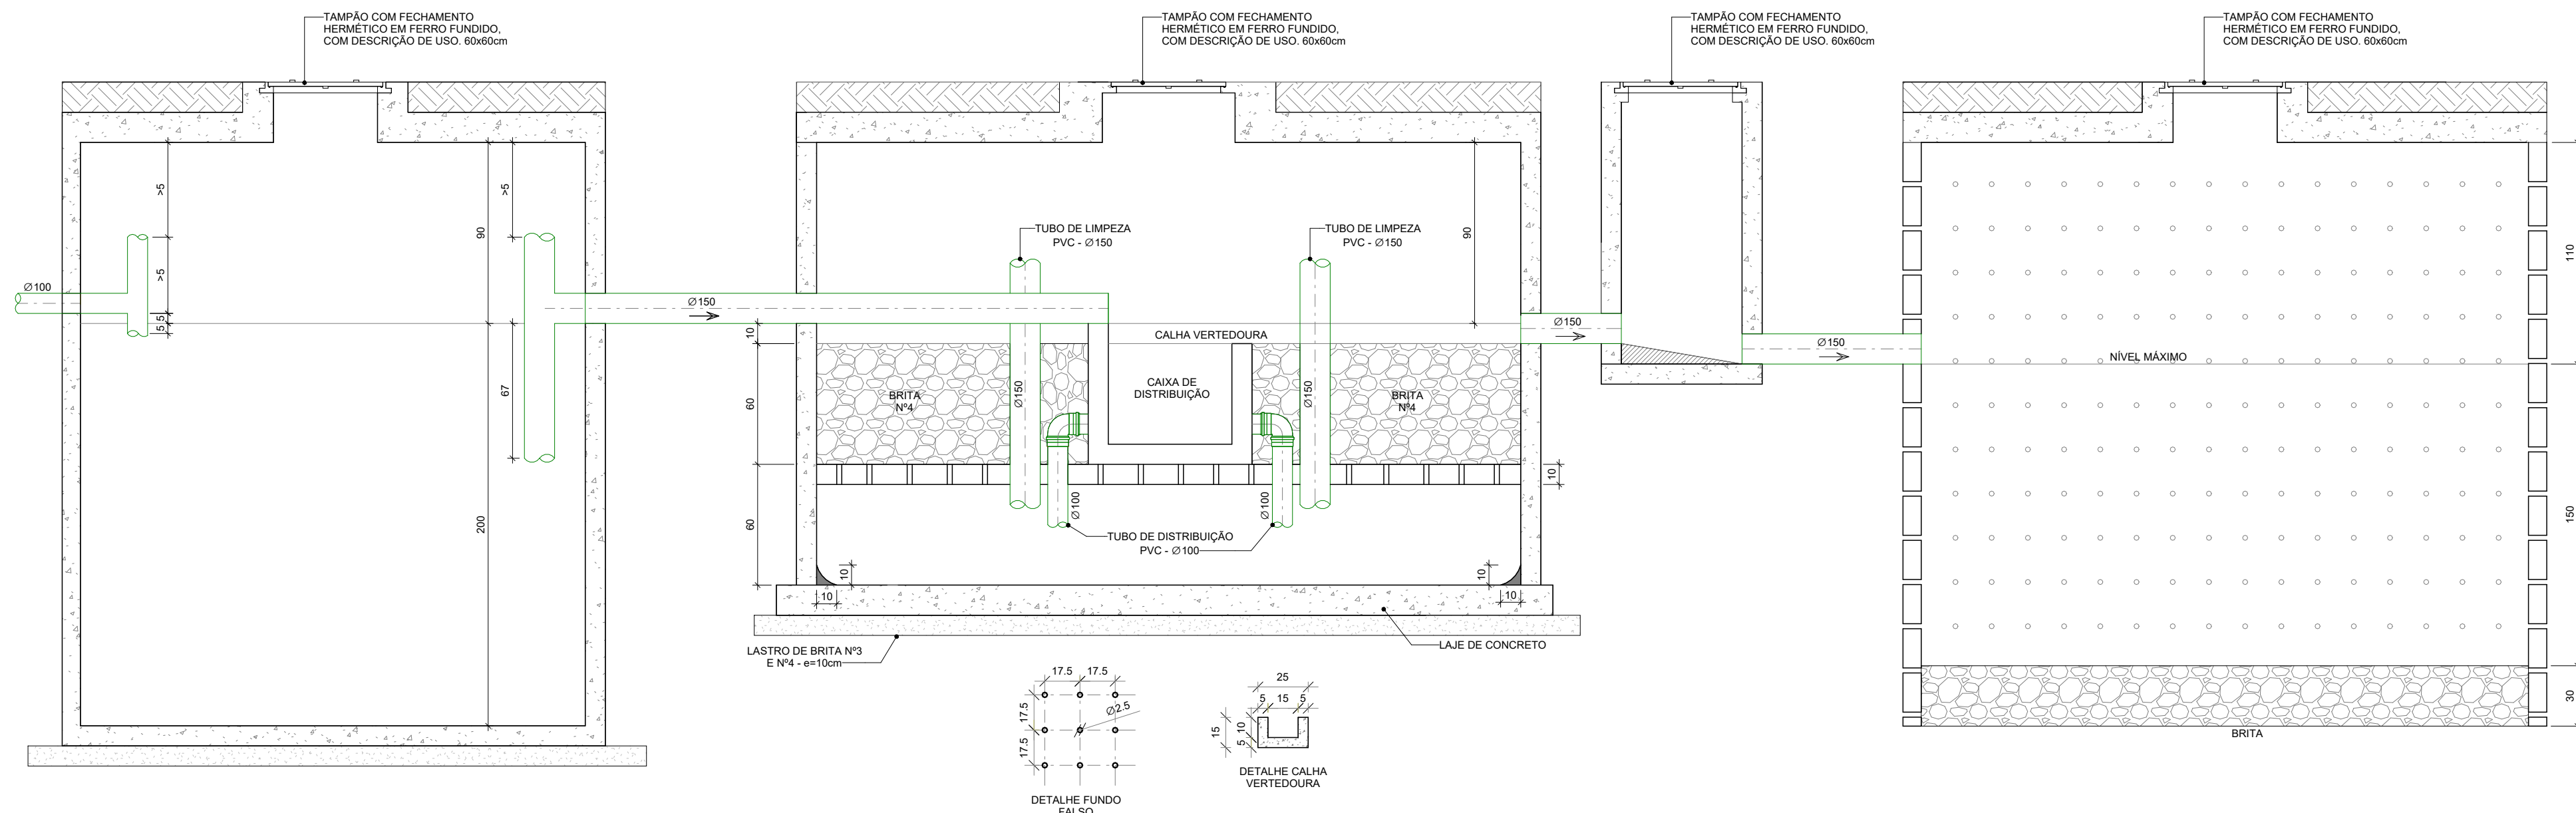 TAMPÃO COM FECHAMENTO
HERMÉTICO EM FERRO FUNDIDO,
COM DESCRIÇÃO DE USO. 60x60cm
TAMPÃO COM FECHAMENTO
HERMÉTICO EM FERRO FUNDIDO,
COM DESCRIÇÃO DE USO. 60x60cm
TAMPÃO COM FECHAMENTO
HERMÉTICO EM FERRO FUNDIDO,
COM DESCRIÇÃO DE USO. 60x60cm
TAMPÃO COM FECHAMENTO
HERMÉTICO EM FERRO FUNDIDO,
COM DESCRIÇÃO DE USO. 60x60cm
Ø100
>5
>5
5
5
>5
90
67
200
Ø150
TUBO DE LIMPEZA
PVC - Ø150
TUBO DE LIMPEZA
PVC - Ø150
90
10
60
60
CALHA VERTEDOURA
CAIXA DE
DISTRIBUIÇÃO
BRITA
Nº4
BRITA
Nº4
Ø150
Ø150
Ø100
Ø100
10
TUBO DE DISTRIBUIÇÃO
PVC - Ø100
10
10
10
10
LASTRO DE BRITA Nº3
E Nº4 - e=10cm
LAJE DE CONCRETO
Ø150
Ø150
NÍVEL MÁXIMO
110
150
30
BRITA
17.5
17.5
17.5
17.5
Ø2.5
DETALHE FUNDO
FALSO
25
5
15
5
15
10
5
DETALHE CALHA
VERTEDOURA